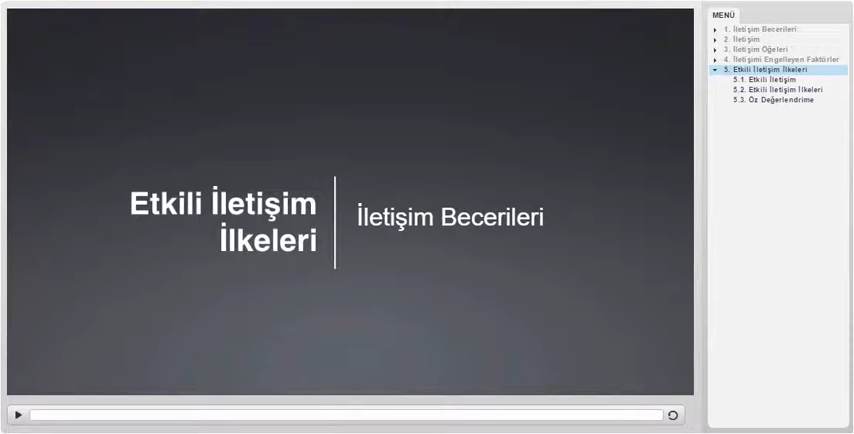 Etkili İletişim
İlkeleri
İletişim Becerileri
MENÜ
1. İletişim Becerileri
2. İletişim
3. İletişim Öğeleri
4. İletişimi Engelleyen Faktörler
5. Etkili İletişim İlkeleri
5.1. Etkili İletişim
5.2. Etkili İletişim İlkeleri
5.3. Öz Değerlendrime